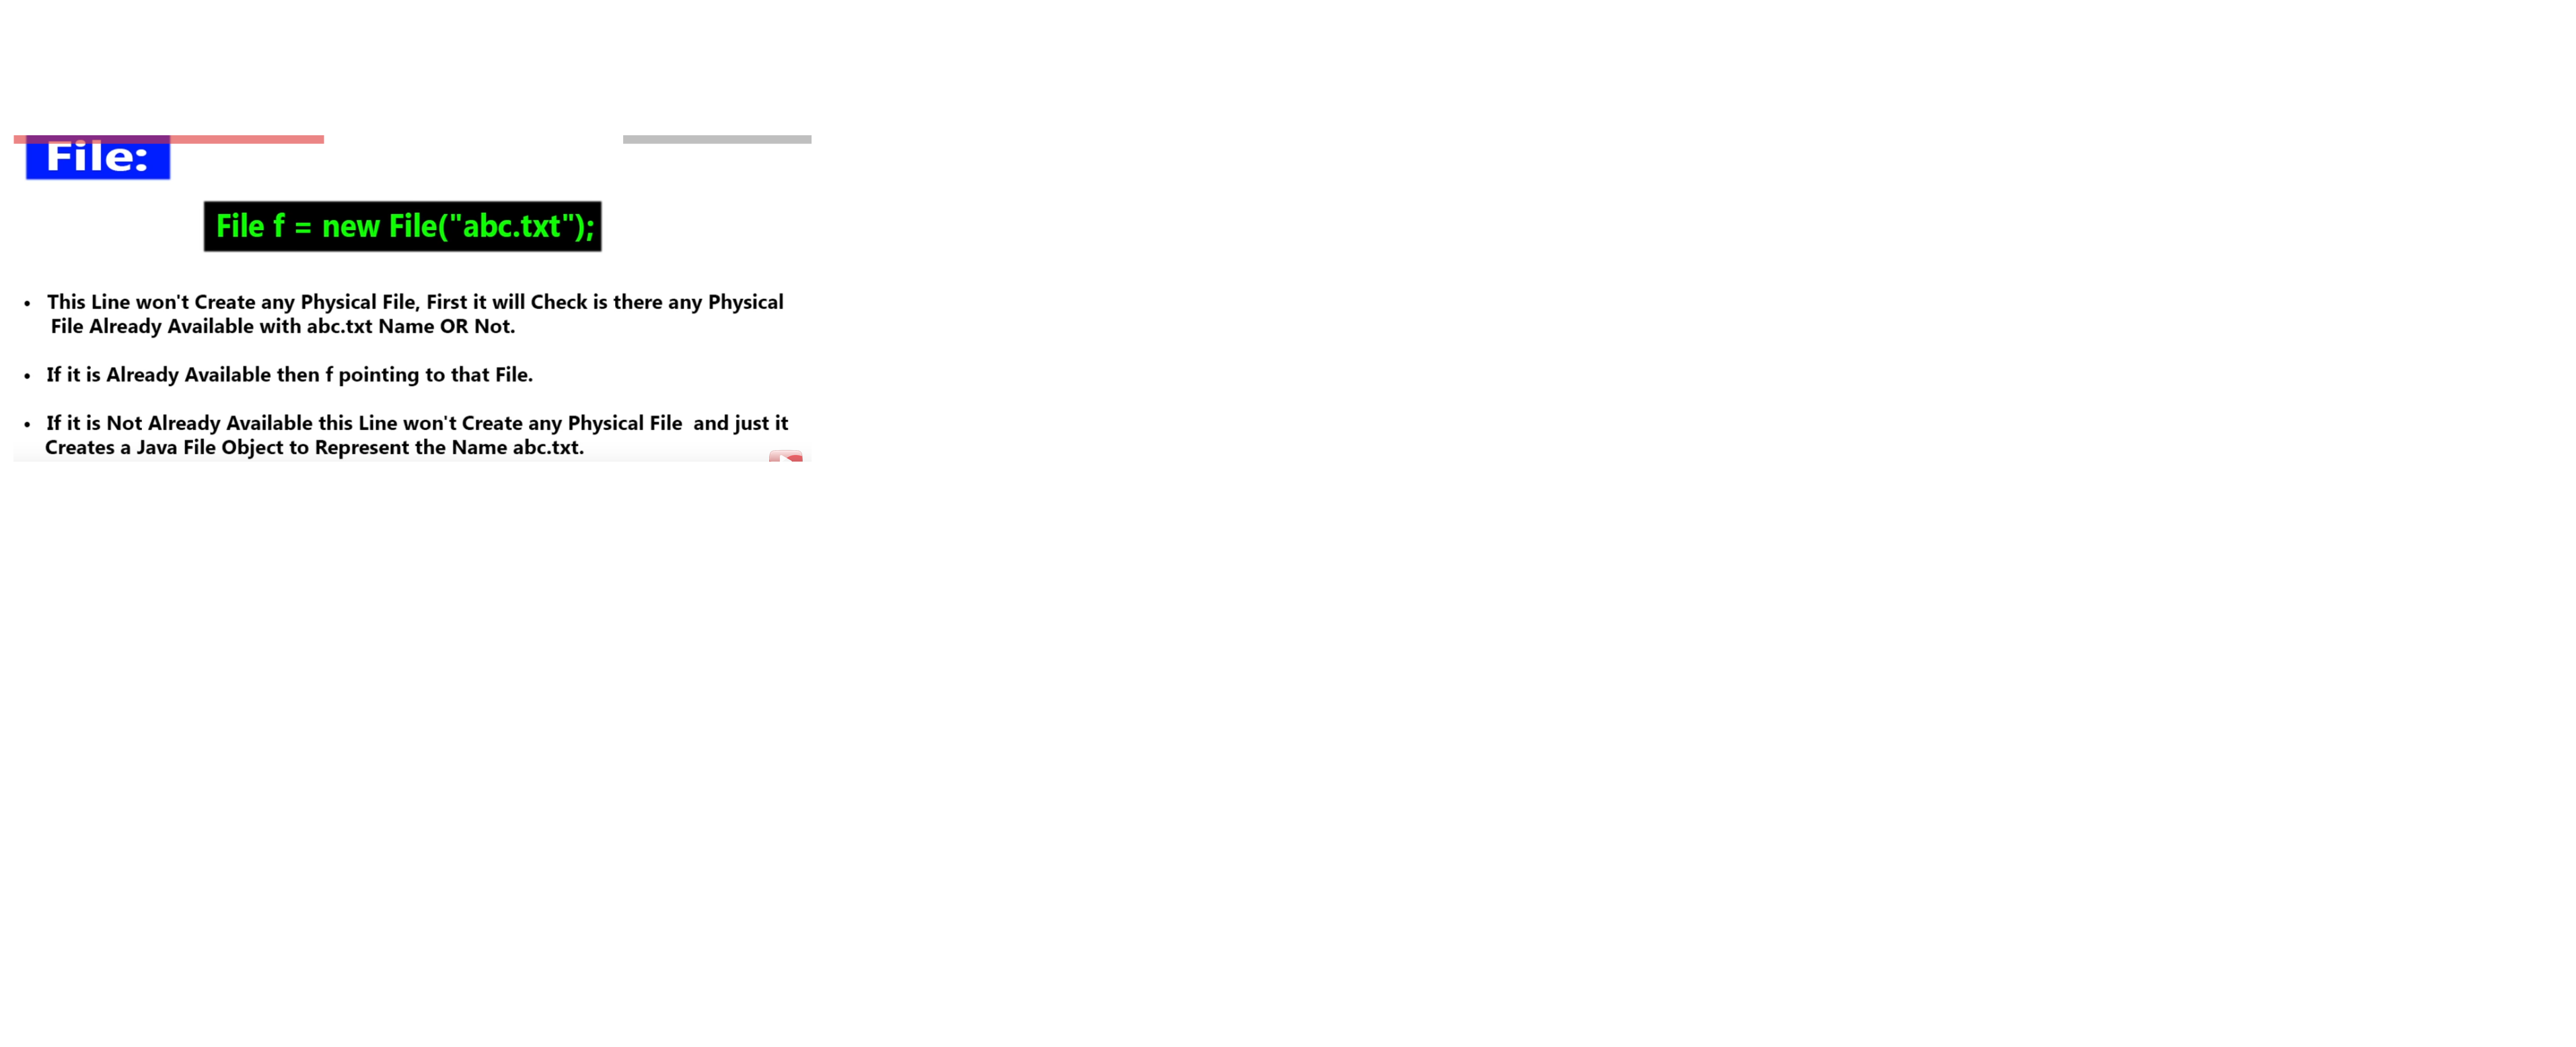 File:
File f = new File("abc.txt");
• This Line won't Create any Physical File, First it will Check is there any Physical
File Already Available with abc.txt Name OR Not.
• If it is Already Available then f pointing to that File.
• If it is Not Already Available this Line won't Create any Physical File  and just it
Creates a Java File Object to Represent the Name abc.txt.